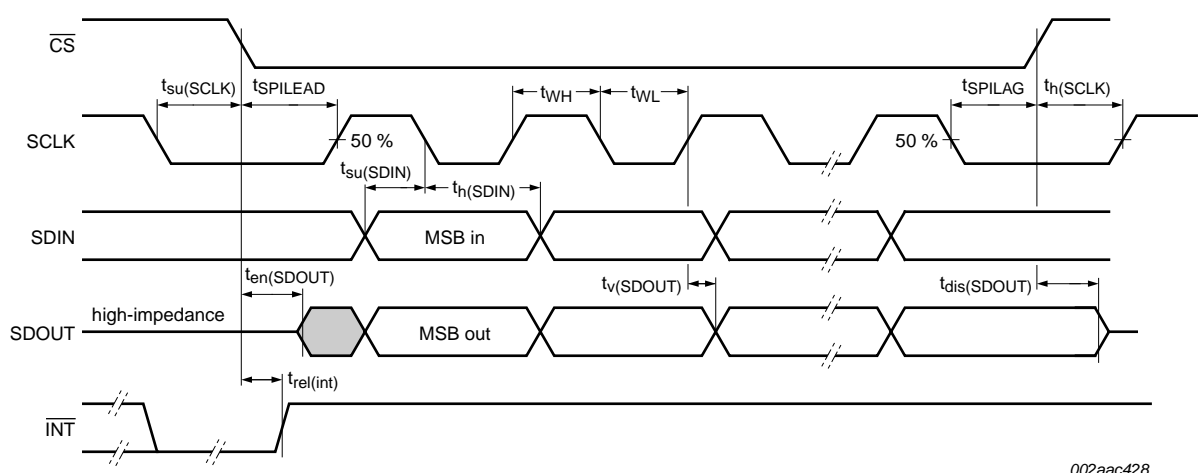 CS
tsu(SCLK)
tSPILEAD
tWH
tWL
tSPILAG
th(SCLK)
SCLK
50 %
50 %
tsu(SDIN)
th(SDIN)
SDIN
MSB in
ten(SDOUT)
tv(SDOUT)
tdis(SDOUT)
high-impedance
SDOUT
MSB out
trel(int)
INT
002aac428